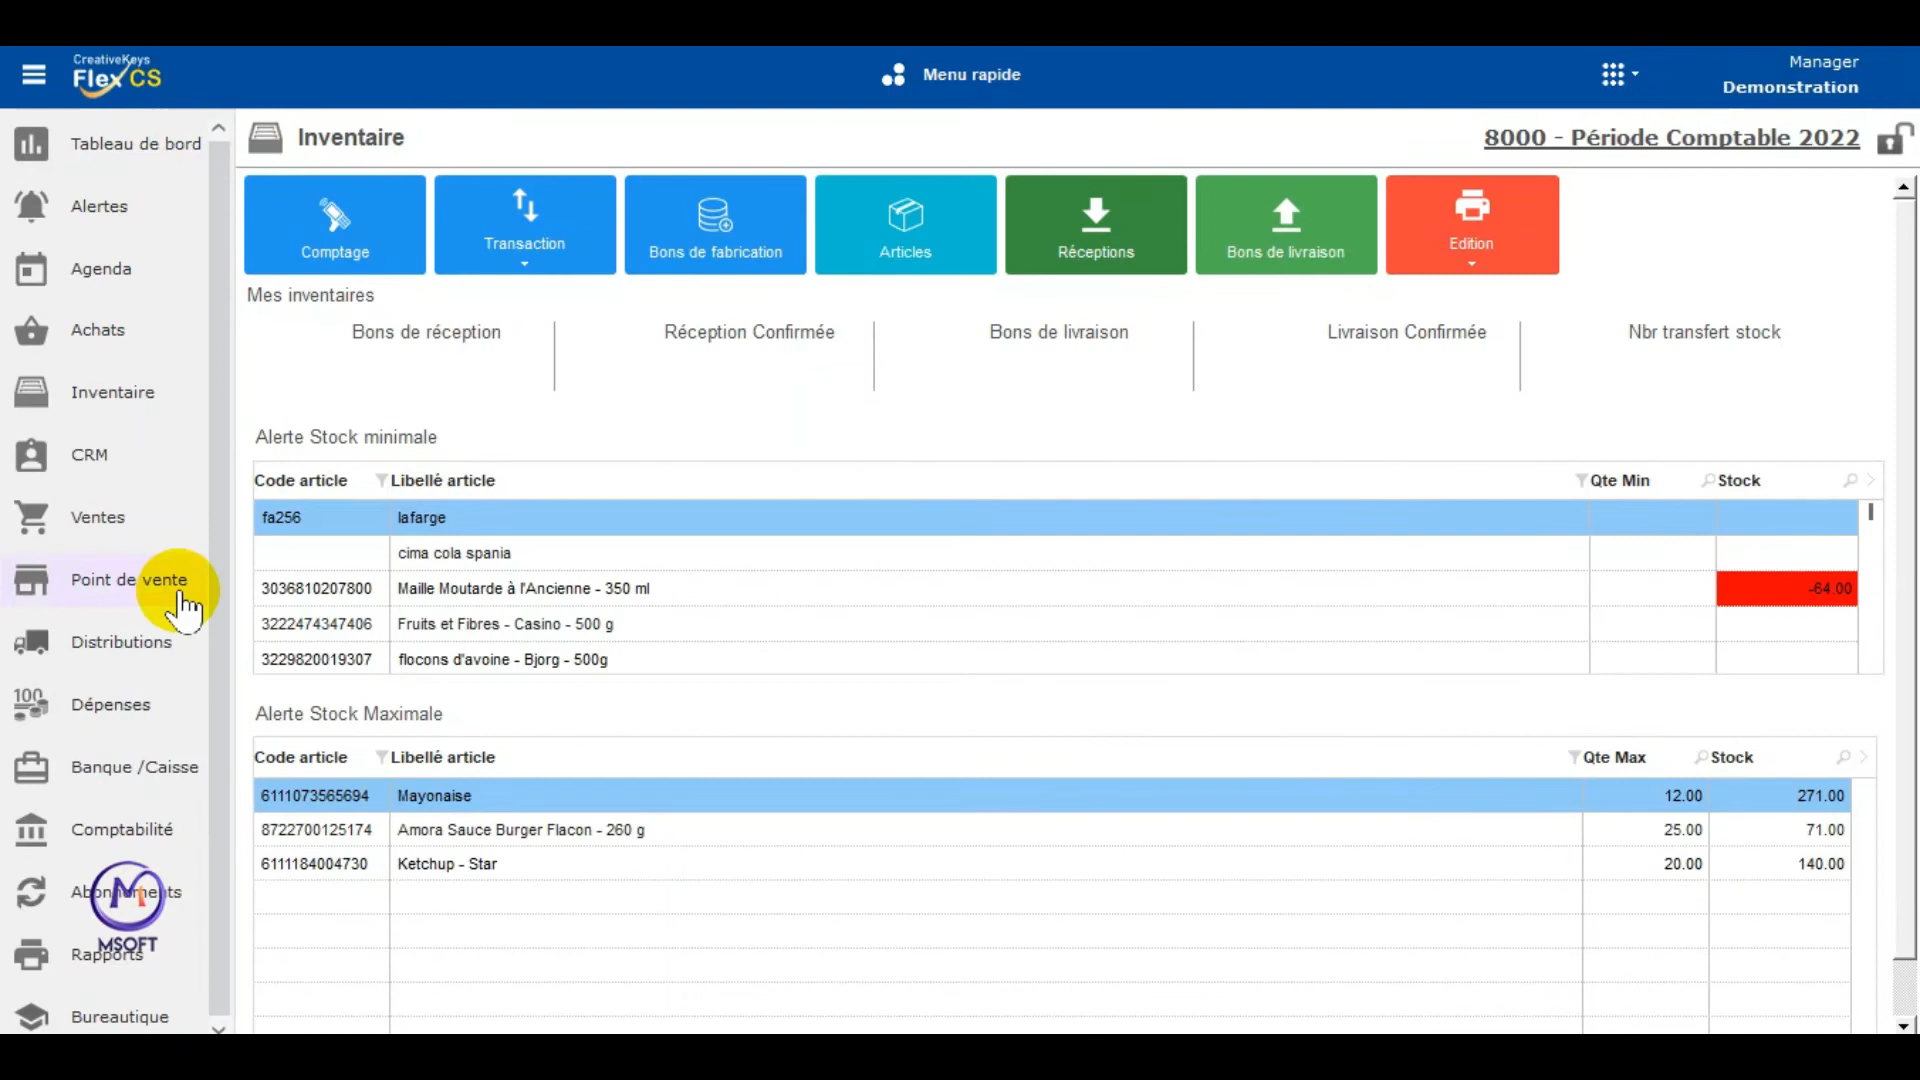 CreativeKeys
FlexCS
Menu rapide
Manager
Demonstration
Tableau de bord
Alertes
Agenda
Achats
Inventaire
CRM
Ventes
Point de vente
Distributions
Dépenses
Banque /Caisse
Comptabilité
Abonnements
Rapports
Bureautique
100
MSOFT
Inventaire
8000 - Période Comptable 2022
Comptage
Transaction
Bons de fabrication
Articles
Réceptions
Bons de livraison
Edition
Mes inventaires
Bons de réception
Réception Confirmée
Bons de livraison
Livraison Confirmée
Nbr transfert stock
Alerte Stock minimale
Code article Libellé article Qte Min Stock
fa256 lafarge
cima cola spania
3036810207800 Maille Moutarde à l'Ancienne - 350 ml -64.00
3222474347406 Fruits et Fibres - Casino - 500 g
3229820019307 flocons d'avoine - Bjorg - 500g
Alerte Stock Maximale
Code article Libellé article Qte Max Stock
6111073565694 Mayonaise 12.00 271.00
8722700125174 Amora Sauce Burger Flacon - 260 g 25.00 71.00
6111184004730 Ketchup - Star 20.00 140.00